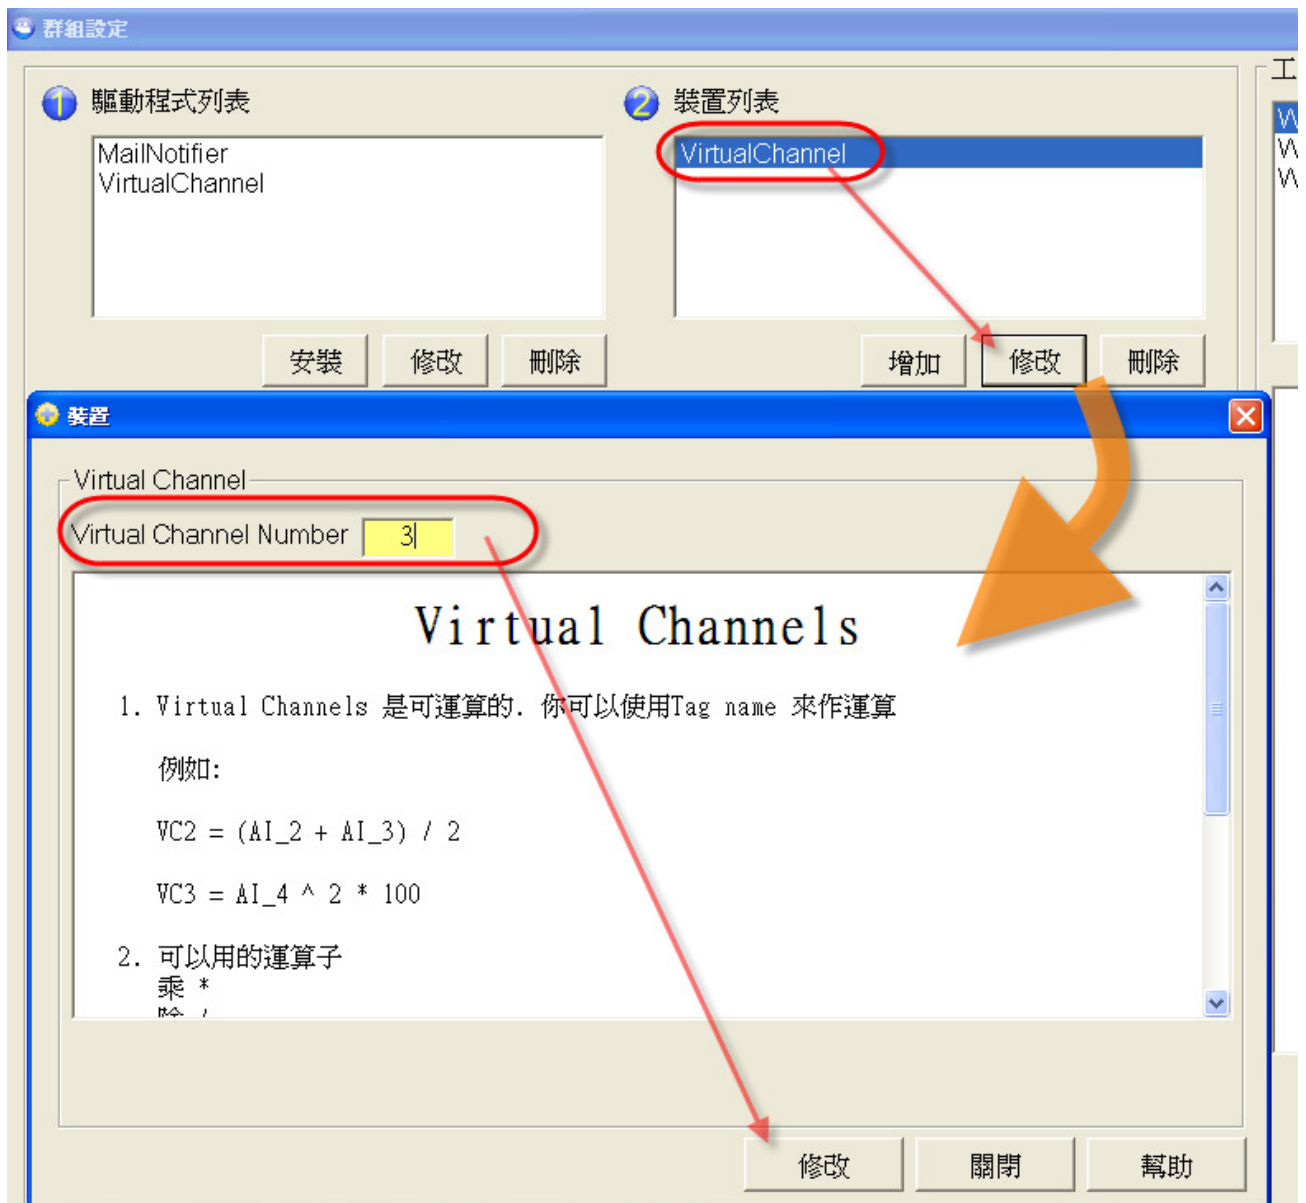 群組設定
1 驅動程式列表
MailNotifier
VirtualChannel
安裝 修改 刪除
2 裝置列表
VirtualChannel
增加 修改 刪除
工
裝置
Virtual Channel
Virtual Channel Number 3
Virtual Channels
1. Virtual Channels 是可運算的. 你可以使用Tag name 來作運算
例如:
VC2 = (AI_2 + AI_3) / 2
VC3 = AI_4 ^ 2 * 100
2. 可以用的運算子
乘 *
修改 關閉 幫助